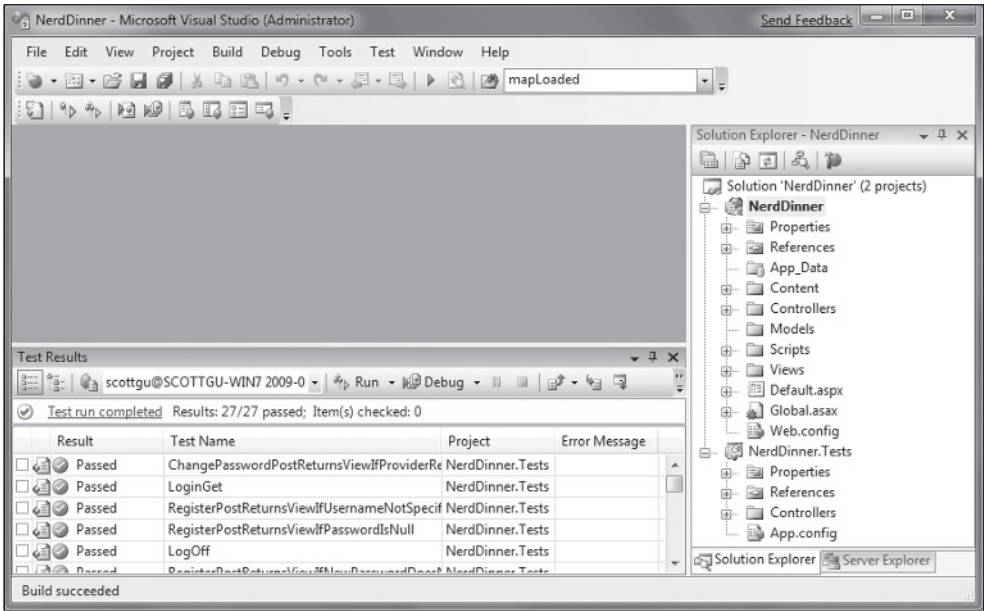 NerdDinner - Microsoft Visual Studio (Administrator)
Send Feedback
File Edit View Project Build Debug Tools Test Window Help
mapLoaded
Solution Explorer - NerdDinner
Solution 'NerdDinner' (2 projects)
NerdDinner
Properties
References
App_Data
Content
Controllers
Models
Scripts
Views
Default.aspx
Global.asax
Web.config
NerdDinner.Tests
Properties
References
Controllers
App.config
Solution Explorer Server Explorer
Test Results
scottgu@SCOTTGU-WIN7 2009-0 Run Debug
Test run completed Results: 27/27 passed; Item(s) checked: 0
Result Test Name Project Error Message
Passed ChangePasswordPostReturnsViewIfProviderRe NerdDinner.Tests
Passed LoginGet NerdDinner.Tests
Passed RegisterPostReturnsViewIfUsernameNotSpecif NerdDinner.Tests
Passed RegisterPostReturnsViewIfPasswordIsNull NerdDinner.Tests
Passed LogOff NerdDinner.Tests
Passed NerdDinner.Tests
Build succeeded